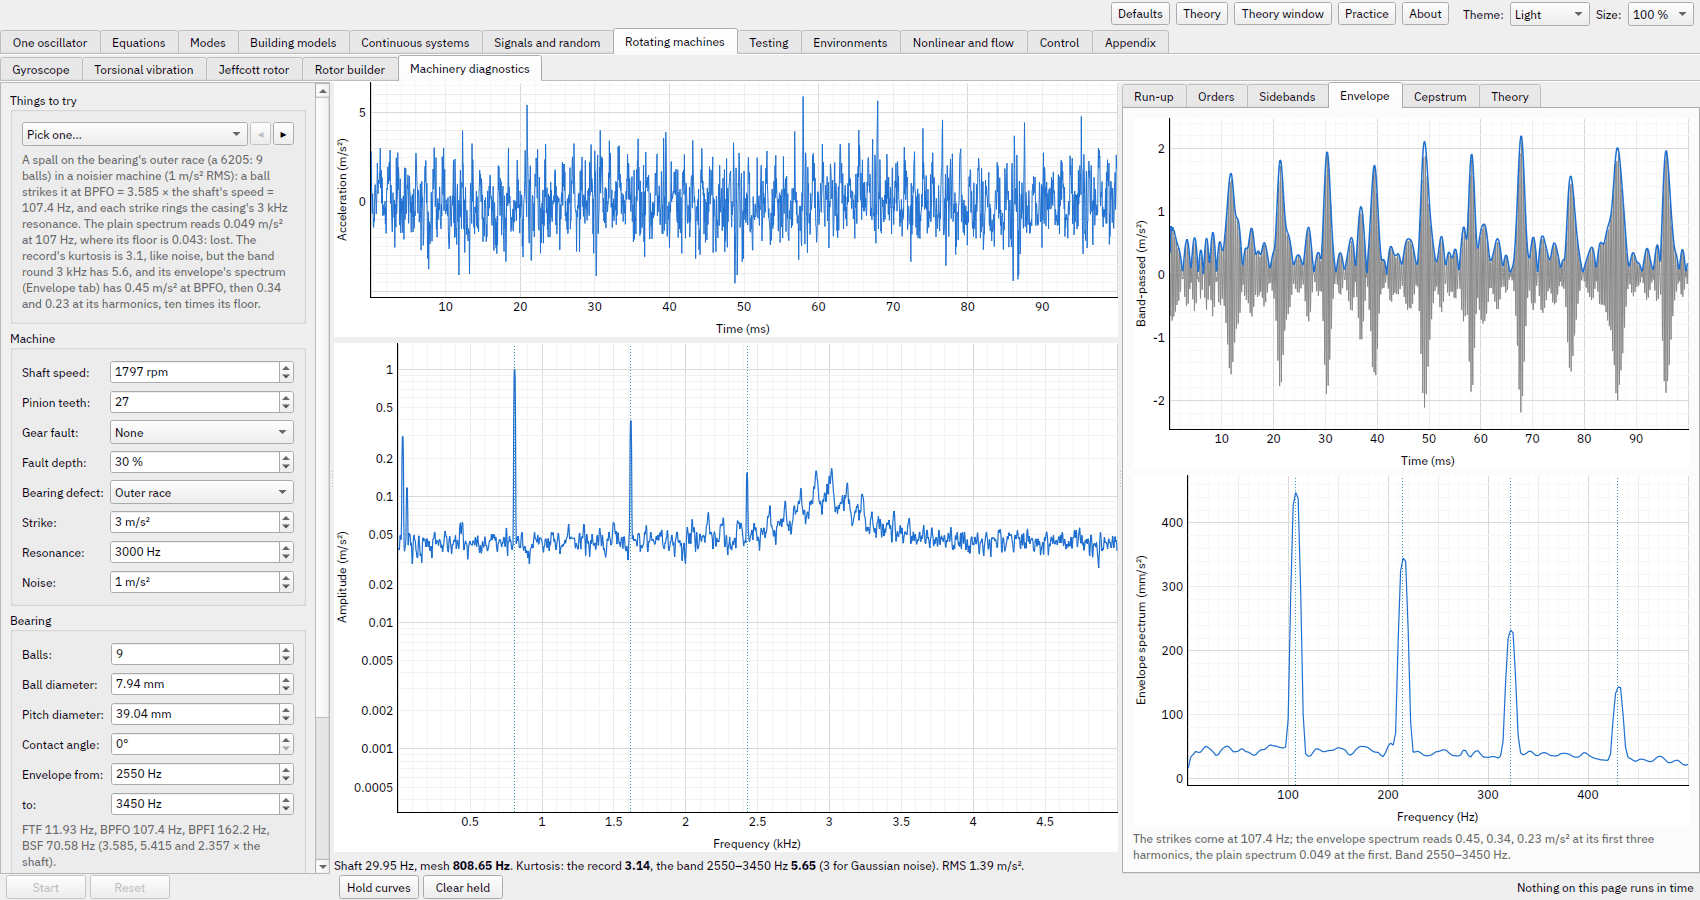 Defaults Theory Theory window Practice About Theme: Light Size: 100 %
One oscillator Equations Modes Building models Continuous systems Signals and random Rotating machines Testing Environments Nonlinear and flow Control Appendix
Gyroscope Torsional vibration Jeffcott rotor Rotor builder Machinery diagnostics
Things to try
Pick one...
A spall on the bearing's outer race (a 6205: 9
balls) in a noisier machine (1 m/s² RMS): a ball
strikes it at BPFO = 3.585 × the shaft's speed =
107.4 Hz, and each strike rings the casing's 3 kHz
resonance. The plain spectrum reads 0.049 m/s²
at 107 Hz, where its floor is 0.043: lost. The
record's kurtosis is 3.1, like noise, but the band
round 3 kHz has 5.6, and its envelope's spectrum
(Envelope tab) has 0.45 m/s² at BPFO, then 0.34
and 0.23 at its harmonics, ten times its floor.
Machine
Shaft speed: 1797 rpm
Pinion teeth: 27
Gear fault: None
Fault depth: 30 %
Bearing defect: Outer race
Strike: 3 m/s²
Resonance: 3000 Hz
Noise: 1 m/s²
Bearing
Balls: 9
Ball diameter: 7.94 mm
Pitch diameter: 39.04 mm
Contact angle: 0°
Envelope from: 2550 Hz
to: 3450 Hz
FTF 11.93 Hz, BPFO 107.4 Hz, BPFI 162.2 Hz,
BSF 70.58 Hz (3.585, 5.415 and 2.357 × the
shaft).
Start Reset
Acceleration (m/s²)
5
0
10 20 30 40 50 60 70 80 90
Time (ms)
Amplitude (m/s²)
1
0.5
0.2
0.1
0.05
0.02
0.01
0.005
0.002
0.001
0.0005
0.5 1 1.5 2 2.5 3 3.5 4 4.5
Frequency (kHz)
Shaft 29.95 Hz, mesh 808.65 Hz. Kurtosis: the record 3.14, the band 2550–3450 Hz 5.65 (3 for Gaussian noise). RMS 1.39 m/s².
Hold curves Clear held
Run-up Orders Sidebands Envelope Cepstrum Theory
Band-passed (m/s²)
2
1
0
-1
-2
10 20 30 40 50 60 70 80 90
Time (ms)
Envelope spectrum (mm/s²)
400
300
200
100
0
100 200 300 400
Frequency (Hz)
The strikes come at 107.4 Hz; the envelope spectrum reads 0.45, 0.34, 0.23 m/s² at its first three
harmonics, the plain spectrum 0.049 at the first. Band 2550–3450 Hz.
Nothing on this page runs in time